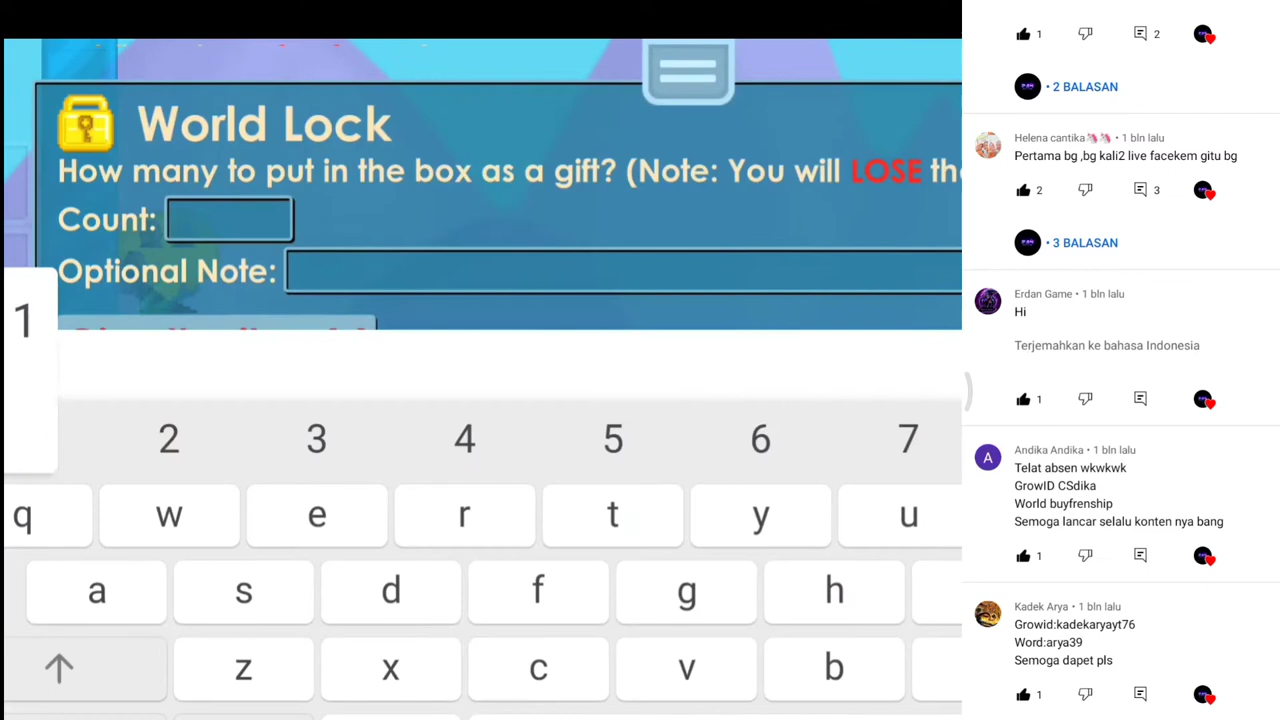 World Lock
How many to put in the box as a gift? (Note: You will LOSE the
Count:
Optional Note:
1
2 3 4 5 6 7
q w e r t y u
a s d f g h
z x c v b
1 2
• 2 BALASAN
Helena cantika🦄🦄 • 1 bln lalu
Pertama bg ,bg kali2 live facekem gitu bg
2 3
• 3 BALASAN
Erdan Game • 1 bln lalu
Hi
Terjemahkan ke bahasa Indonesia
1
A
Andika Andika • 1 bln lalu
Telat absen wkwkwk
GrowID CSdika
World buyfrenship
Semoga lancar selalu konten nya bang
1
Kadek Arya • 1 bln lalu
Growid:kadekaryayt76
Word:arya39
Semoga dapet pls
1